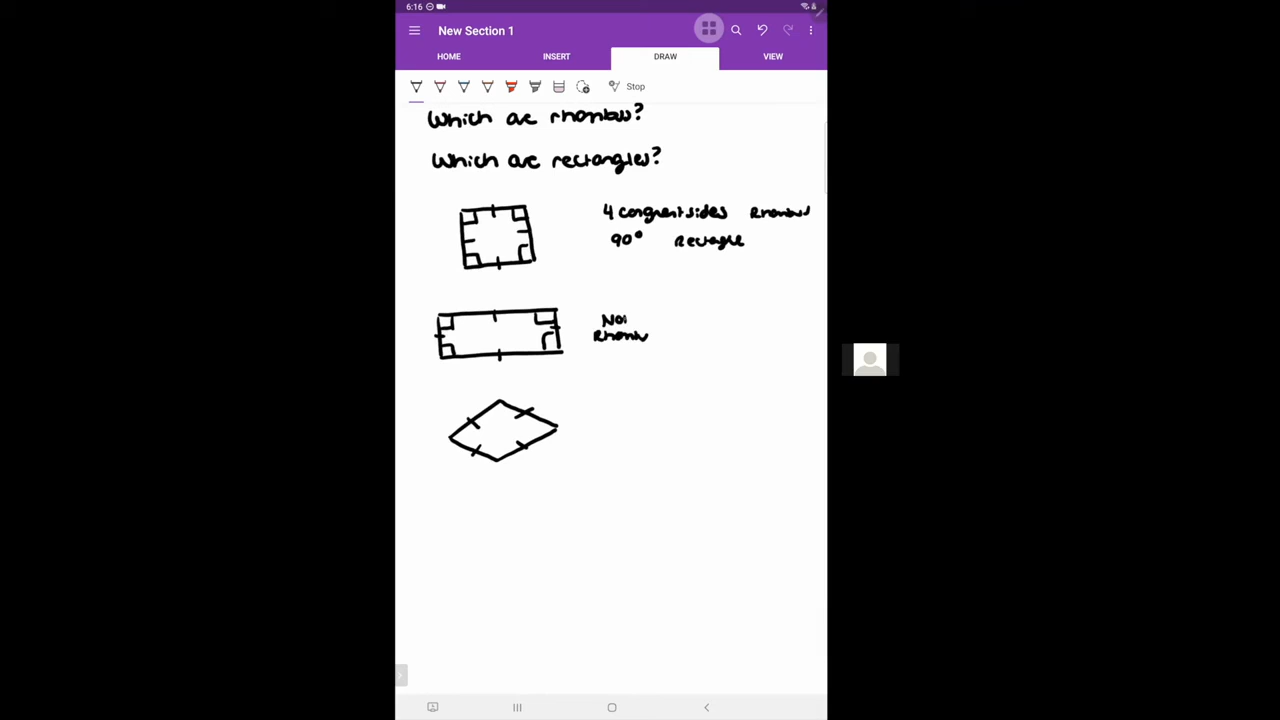 6:16
New Section 1
HOME INSERT DRAW VIEW
Stop
Which are rhombus?
Which are rectangles?
4 congruent sides Rhombus
90° Rectangle
Not